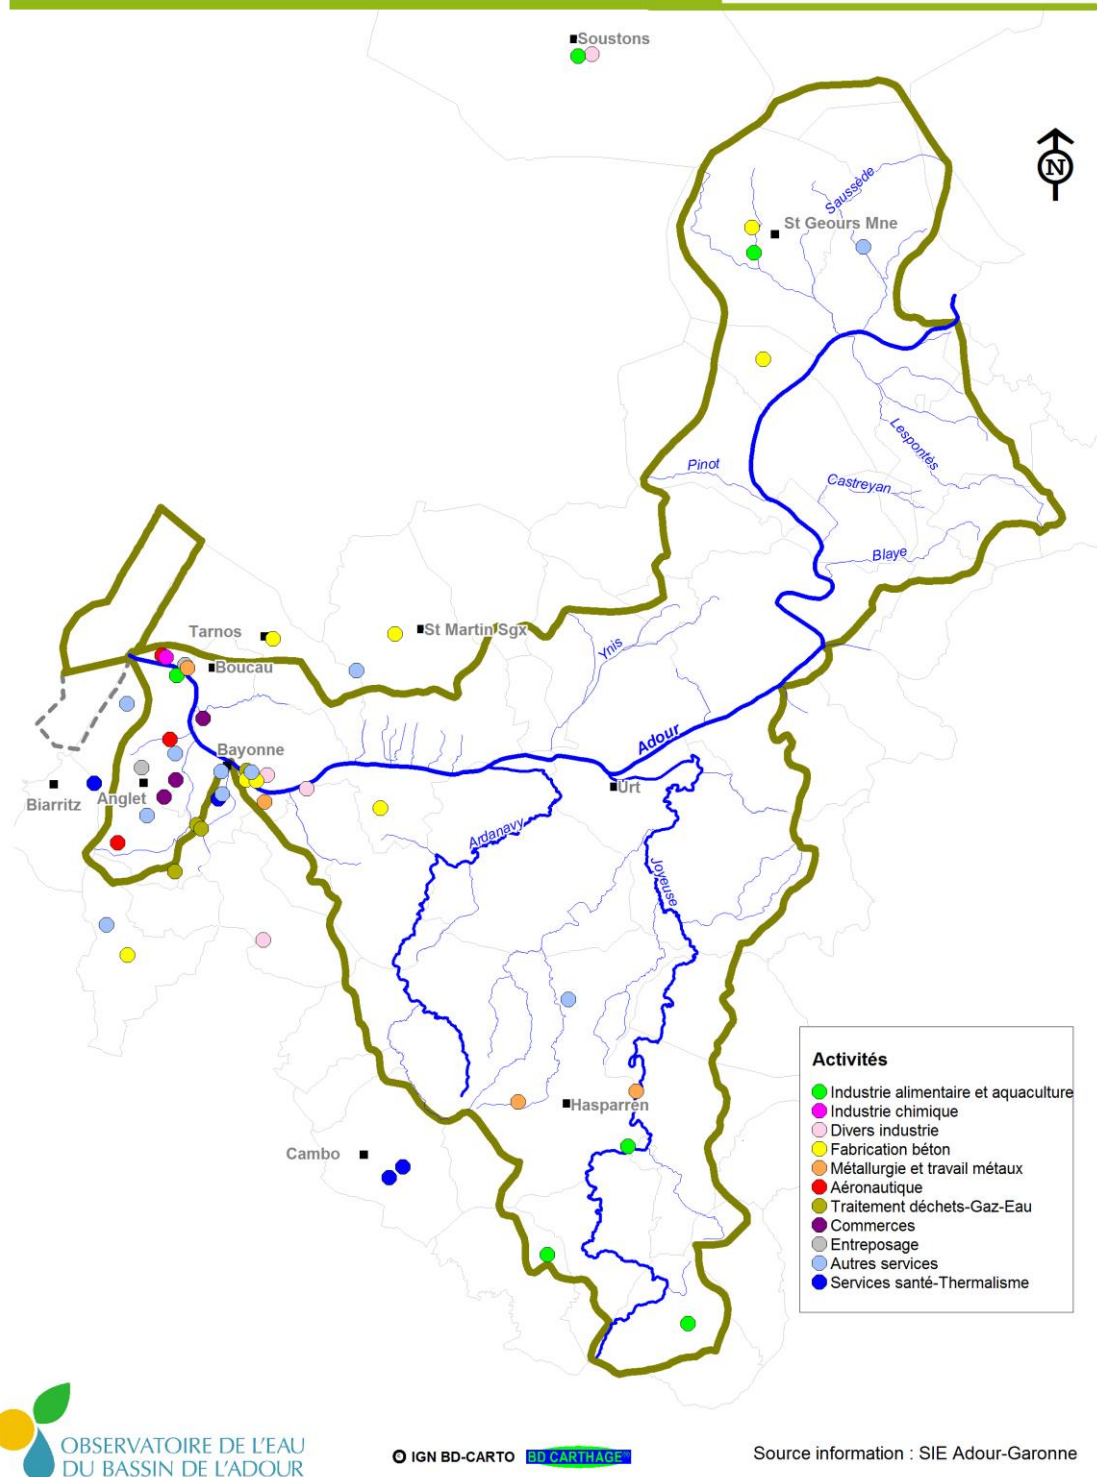 Soustons
N
Saussède
St Geours Mne
Lespontès
Pinot
Castreyan
Blaye
Tarnos
St Martin Sgx
Ynis
Boucau
Adour
Bayonne
Biarritz
Anglet
Urt
Ardanavy
Joyeuse
Hasparren
Cambo
Activités
Industrie alimentaire et aquaculture
Industrie chimique
Divers industrie
Fabrication béton
Métallurgie et travail métaux
Aéronautique
Traitement déchets-Gaz-Eau
Commerces
Entreposage
Autres services
Services santé-Thermalisme
OBSERVATOIRE DE L'EAU
DU BASSIN DE L'ADOUR
IGN BD-CARTO
BD CARTHAGE
Source information : SIE Adour-Garonne